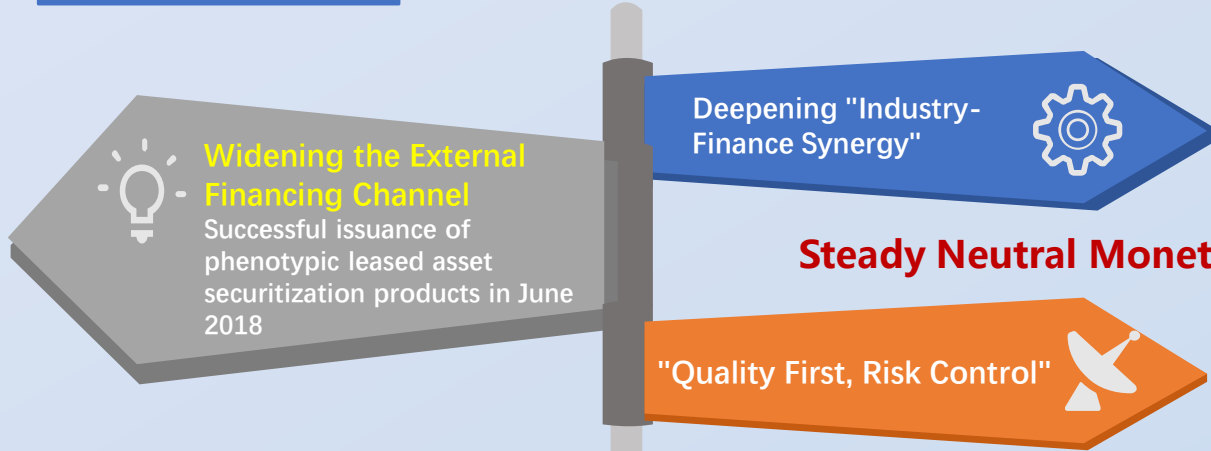 Widening the External
Financing Channel
Successful issuance of
phenotypic leased asset
securitization products in June
2018
Deepening "Industry-
Finance Synergy"
Steady Neutral Monet
"Quality First, Risk Control"